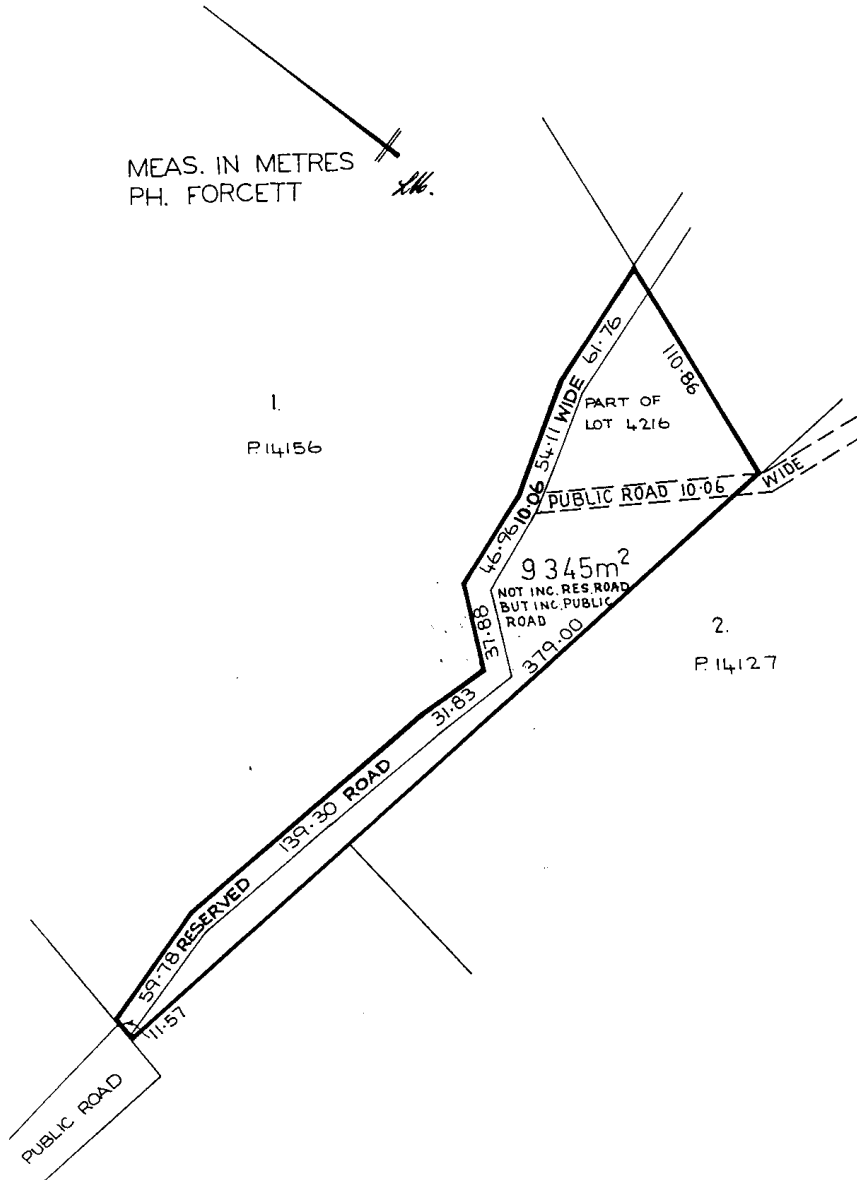 MEAS. IN METRES
PH. FORCETT
1.
P.14156
61.76
110.86
PART OF
LOT 4216
54.11 WIDE
PUBLIC ROAD 10.06 WIDE
10.06
46.96
9345m²
NOT INC. RES. ROAD
BUT INC. PUBLIC
ROAD
37.88
379.00
2.
P.14127
31.83
139.30 ROAD
59.78 RESERVED
11.57
PUBLIC ROAD